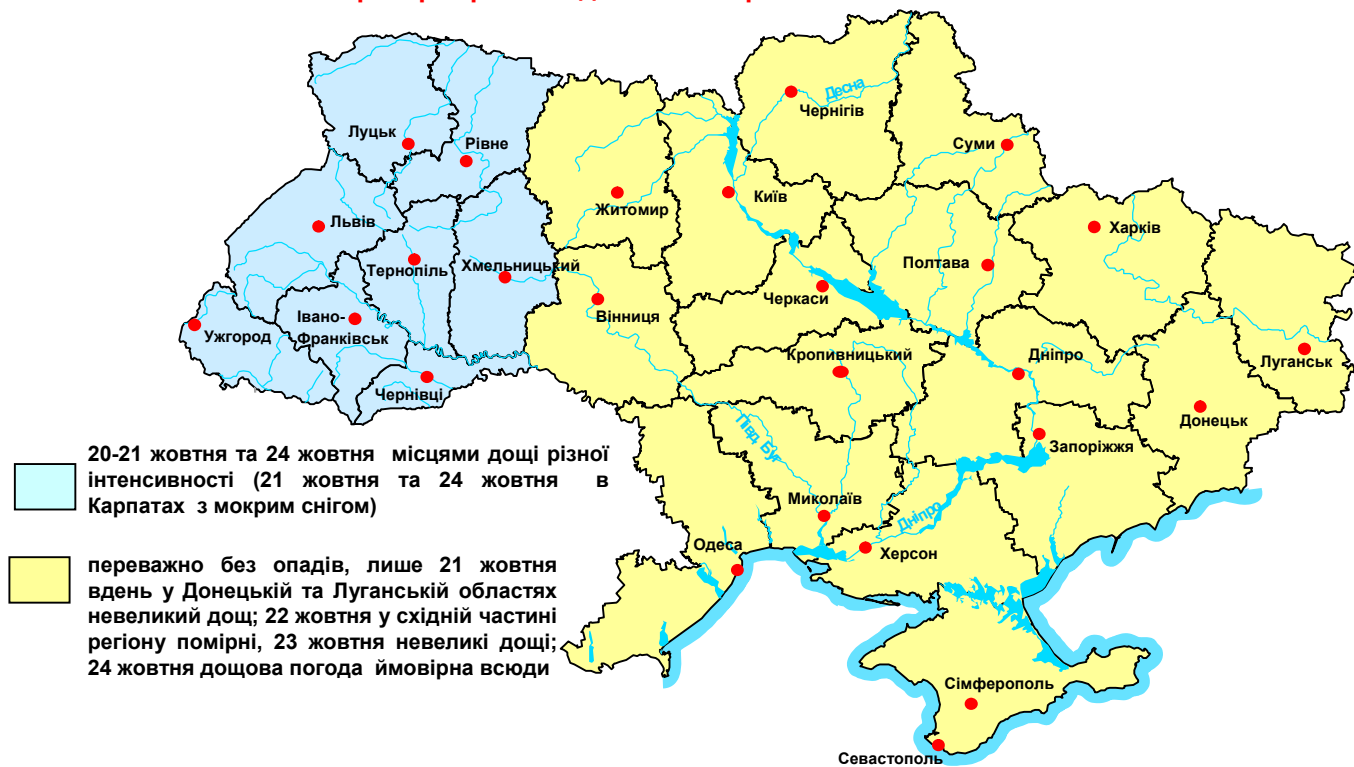 Десна
Чернігів
Луцьк
Рівне
Суми
Київ
Житомир
Львів
Харків
Тернопіль
Хмельницький
Полтава
Черкаси
Вінниця
Івано-
Франківськ
Ужгород
Кропивницький
Дніпро
Луганськ
Чернівці
Донецьк
Запоріжжя
Півд Буг
20-21 жовтня та 24 жовтня місцями дощі різної
інтенсивності (21 жовтня та 24 жовтня в
Карпатах з мокрим снігом)
Миколаїв
Дніпро
Одеса
Херсон
переважно без опадів, лише 21 жовтня
вдень у Донецькій та Луганській областях
невеликий дощ; 22 жовтня у східній частині
регіону помірні, 23 жовтня невеликі дощі;
24 жовтня дощова погода ймовірна всюди
Сімферополь
Севастополь